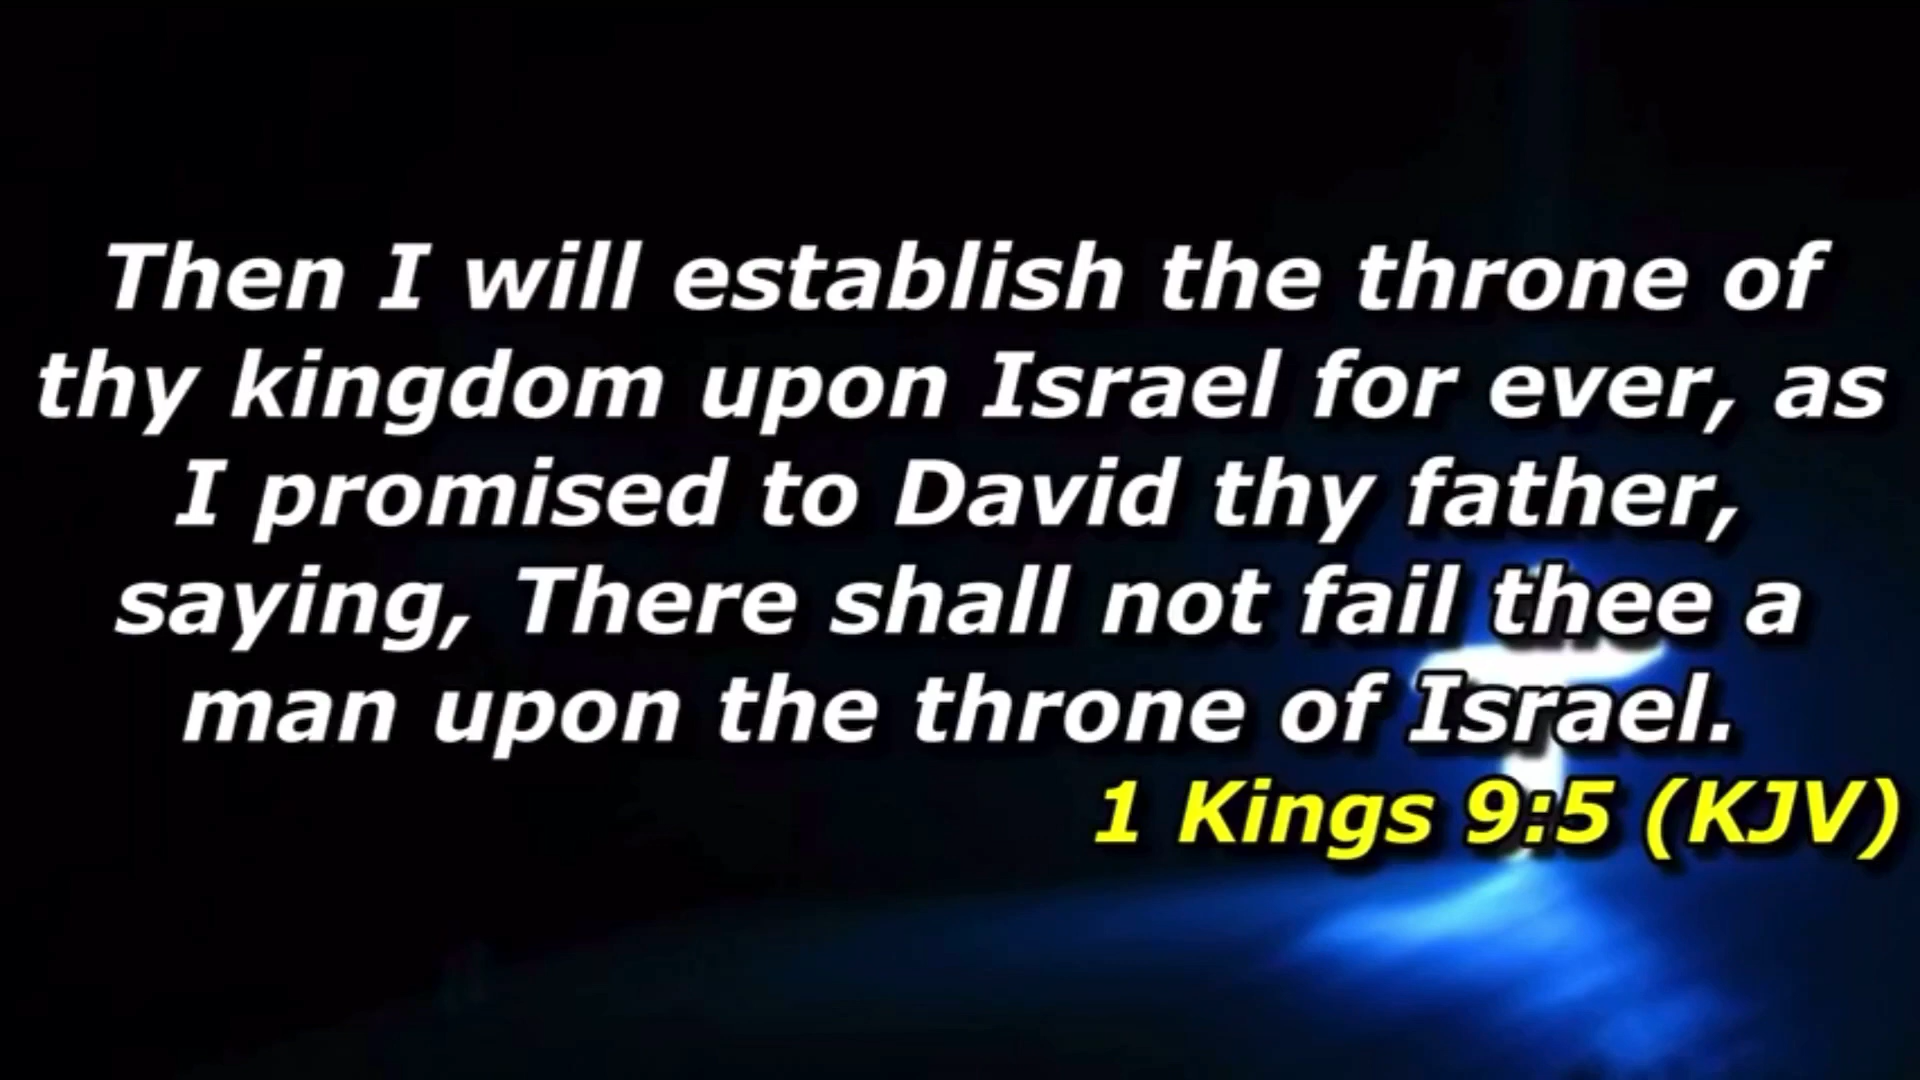 Then I will establish the throne of
thy kingdom upon Israel for ever, as
I promised to David thy father,
saying, There shall not fail thee a
man upon the throne of Israel.
1 Kings 9:5 (KJV)